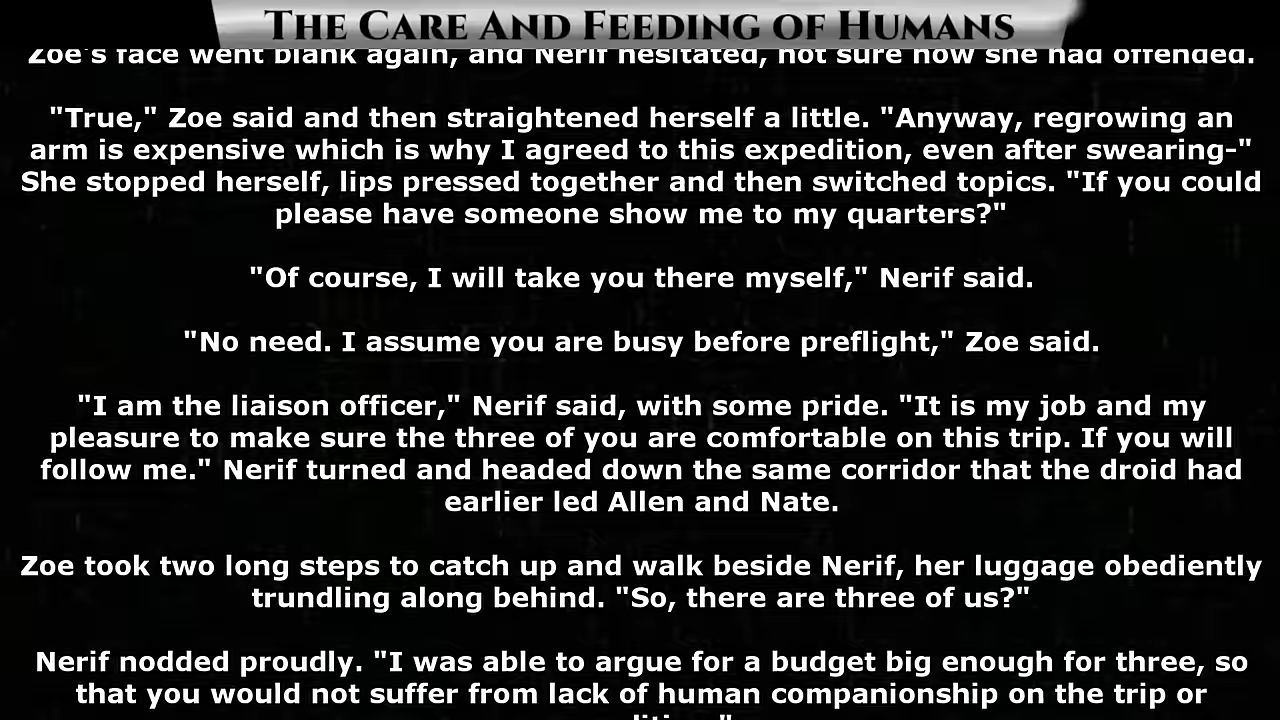 The Care And Feeding of Humans
Zoe's face went blank again, and Nerif hesitated, not sure how she had offended.
"True," Zoe said and then straightened herself a little. "Anyway, regrowing an
arm is expensive which is why I agreed to this expedition, even after swearing-"
She stopped herself, lips pressed together and then switched topics. "If you could
please have someone show me to my quarters?"
"Of course, I will take you there myself," Nerif said.
"No need. I assume you are busy before preflight," Zoe said.
"I am the liaison officer," Nerif said, with some pride. "It is my job and my
pleasure to make sure the three of you are comfortable on this trip. If you will
follow me." Nerif turned and headed down the same corridor that the droid had
earlier led Allen and Nate.
Zoe took two long steps to catch up and walk beside Nerif, her luggage obediently
trundling along behind. "So, there are three of us?"
Nerif nodded proudly. "I was able to argue for a budget big enough for three, so
that you would not suffer from lack of human companionship on the trip or